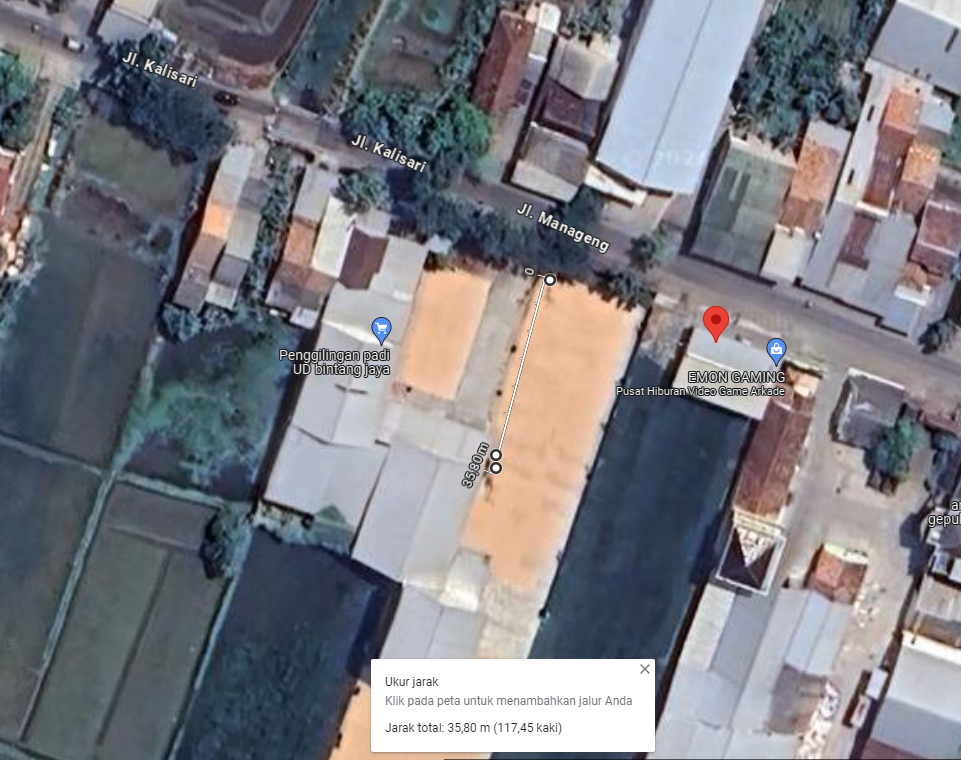 Jl. Kalisari
Jl. Kalisari
Jl. Manageng
0
Penggilingan padi
UD bintang jaya
EMON GAMING
Pusat Hiburan Video Game Arkade
35,80 m
a
gepu
Ukur jarak
Klik pada peta untuk menambahkan jalur Anda
Jarak total: 35,80 m (117,45 kaki)